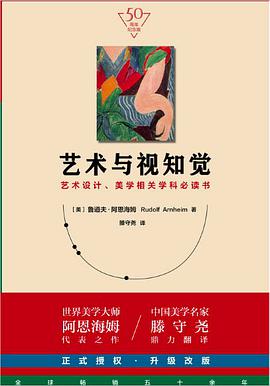 50
周年
纪念版
艺术与视知觉
艺术设计、美学相关学科必读书
[美] 鲁道夫·阿恩海姆 Rudolf Arnheim
滕守尧 译
世界美学大师
阿恩海姆
代表之作
中国美学名家
滕守尧
鼎力翻译
正式授权·升级改版
全球畅销五十余年